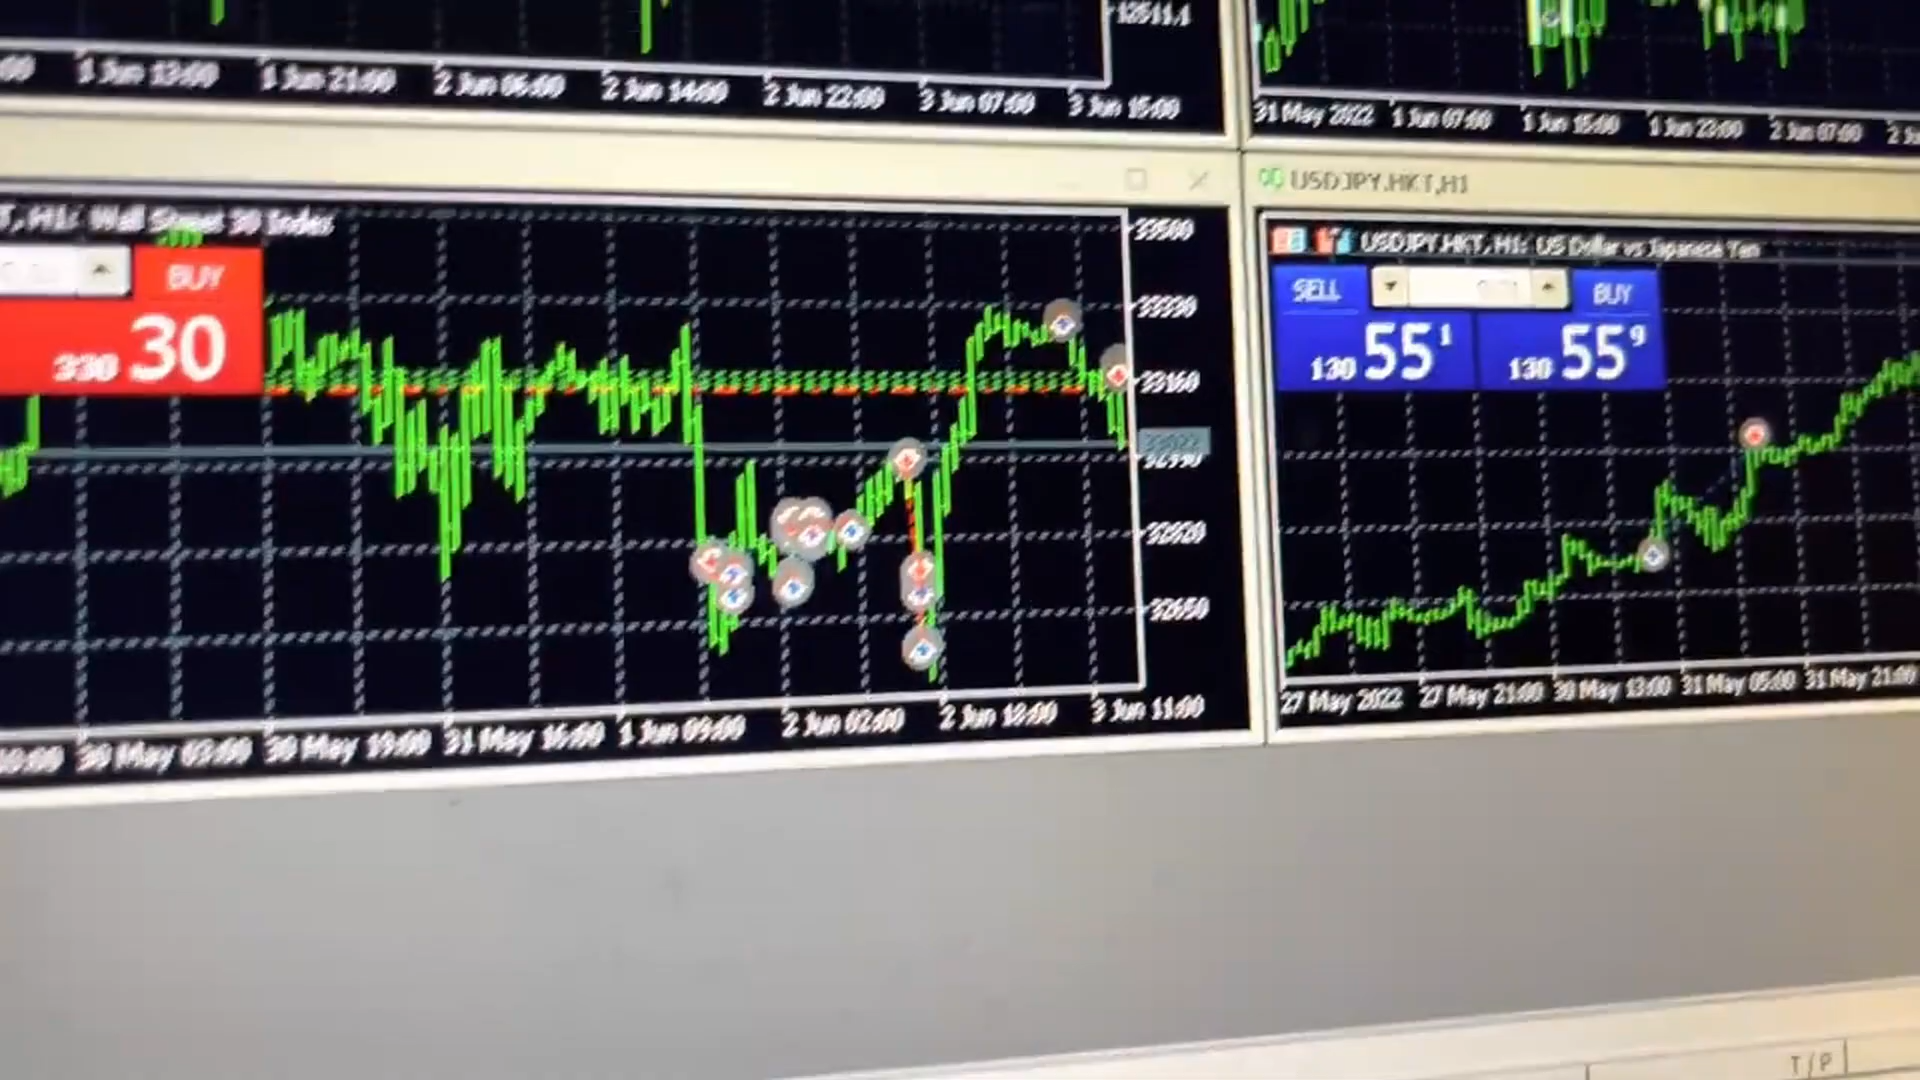 12511.4
1 Jun 13:00 1 Jun 21:00 2 Jun 06:00 2 Jun 14:00 2 Jun 22:00 3 Jun 07:00 3 Jun 15:00
31 May 2022 1 Jun 07:00 1 Jun 15:00 1 Jun 23:00 2 Jun 07:00
USDJPY.HKT,H1
T, H1: Wall Street 30 Index
BUY
330 30
33500
33330
33160
32820
32650
30 May 03:00 30 May 19:00 31 May 16:00 1 Jun 09:00 2 Jun 02:00 2 Jun 18:00 3 Jun 11:00
USDJPY.HKT, H1: US Dollar vs Japanese Yen
SELL BUY
130 55 1 130 55 9
27 May 2022 27 May 21:00 30 May 13:00 31 May 05:00 31 May 21:00
T / P